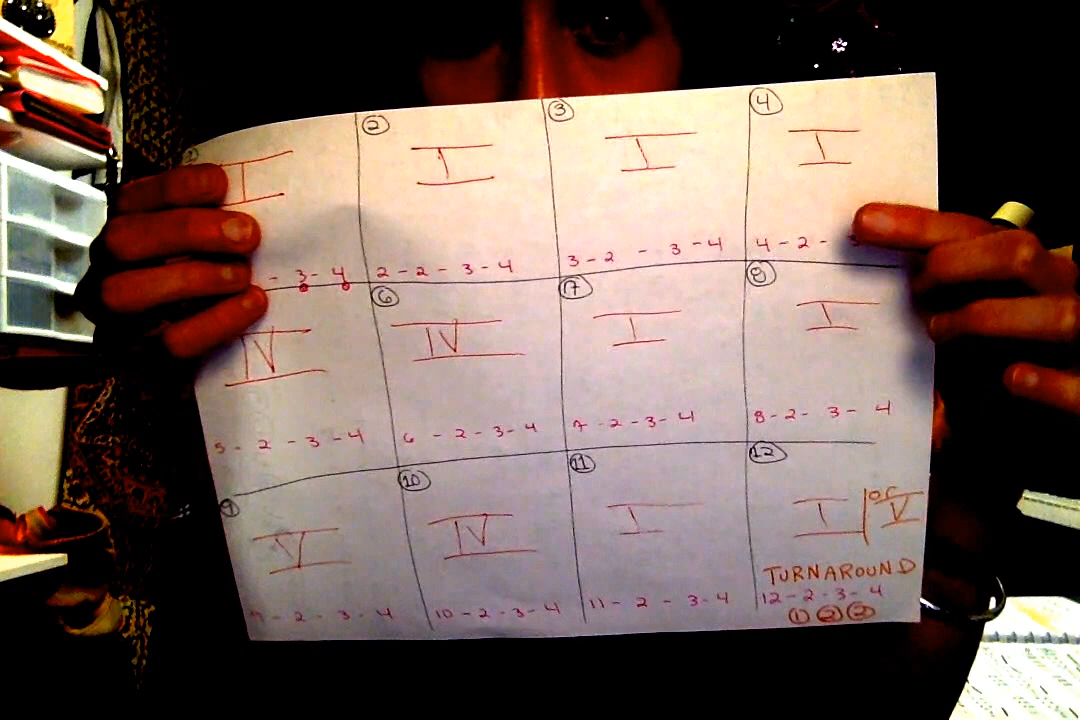 ② ③ ④
I I I I
- 3 - 4 2 - 2 - 3 - 4 3 - 2 - 3 - 4 4 - 2 -
⑥ ⑦ ⑧
IV IV I I
5 - 2 - 3 - 4 6 - 2 - 3 - 4 7 - 2 - 3 - 4 8 - 2 - 3 - 4
⑨ ⑩ ⑪ ⑫
V IV I I or V
TURNAROUND
9 - 2 - 3 - 4 10 - 2 - 3 - 4 11 - 2 - 3 - 4 12 - 2 - 3 - 4
① ② ③